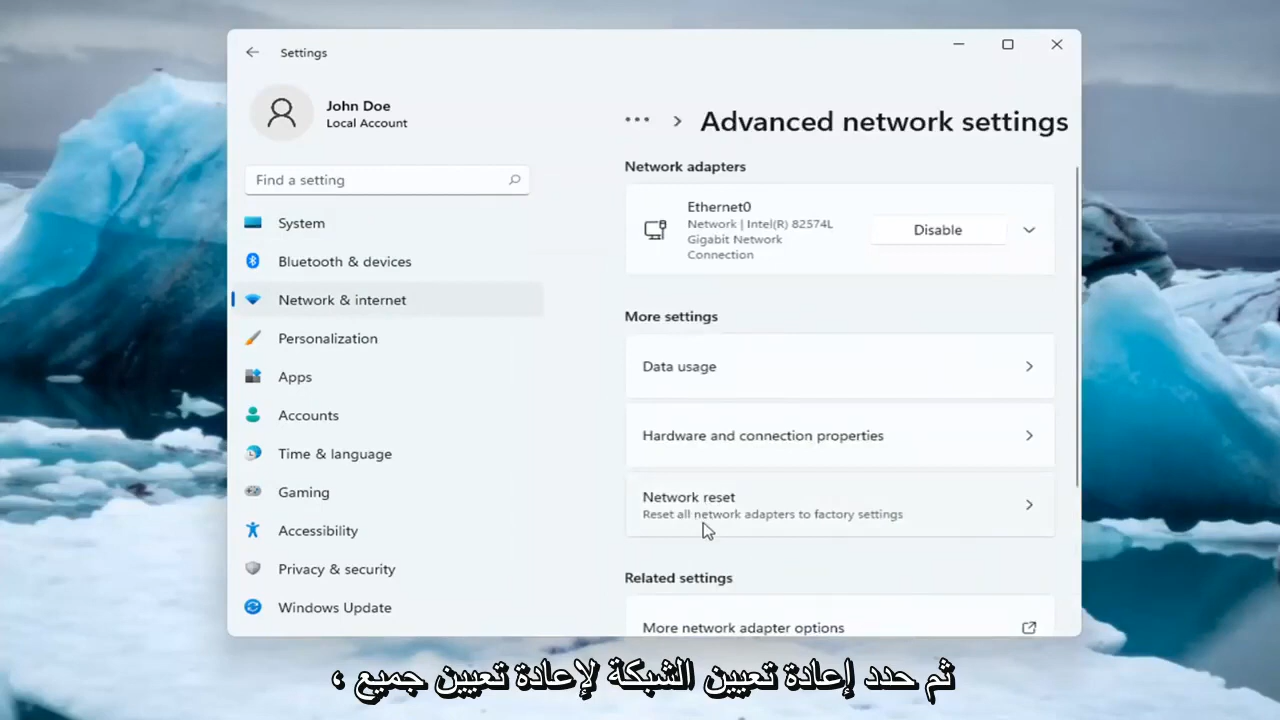 Settings
John Doe
Local Account
Find a setting
System
Bluetooth & devices
Network & internet
Personalization
Apps
Accounts
Time & language
Gaming
Accessibility
Privacy & security
Windows Update
Advanced network settings
Network adapters
Ethernet0
Network | Intel(R) 82574L
Gigabit Network
Connection
Disable
More settings
Data usage
Hardware and connection properties
Network reset
Reset all network adapters to factory settings
Related settings
More network adapter options
ثم حدد إعادة تعيين الشبكة لإعادة تعيين جميع ،